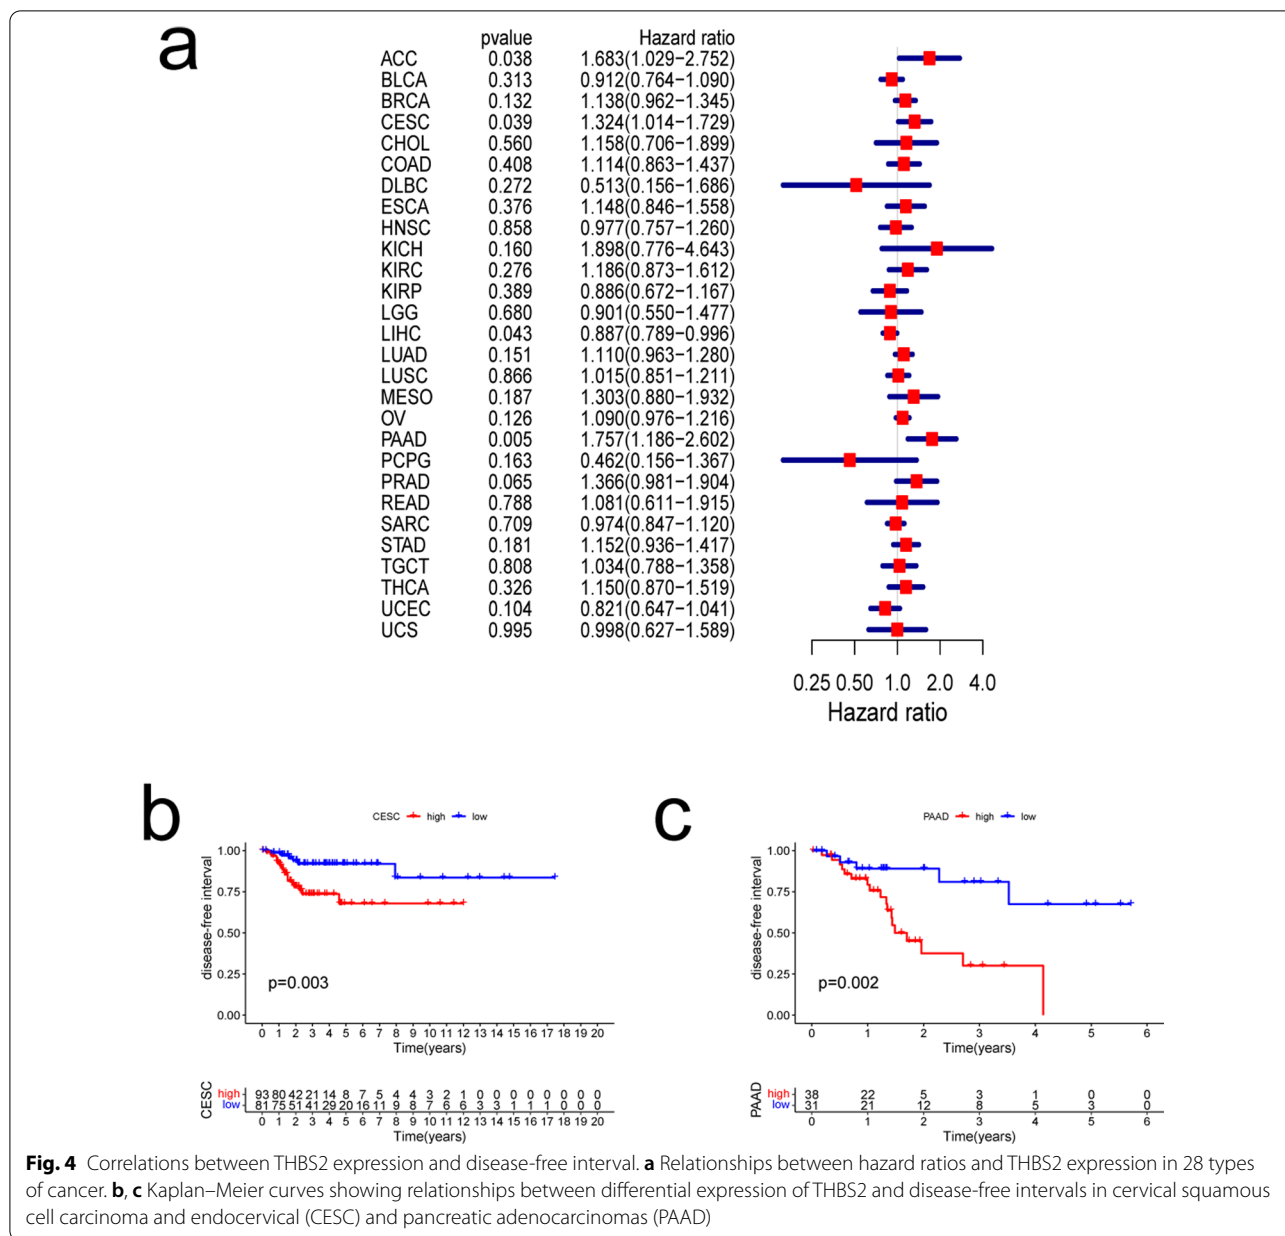 a
pvalue Hazard ratio
ACC 0.038 1.683(1.029−2.752)
BLCA 0.313 0.912(0.764−1.090)
BRCA 0.132 1.138(0.962−1.345)
CESC 0.039 1.324(1.014−1.729)
CHOL 0.560 1.158(0.706−1.899)
COAD 0.408 1.114(0.863−1.437)
DLBC 0.272 0.513(0.156−1.686)
ESCA 0.376 1.148(0.846−1.558)
HNSC 0.858 0.977(0.757−1.260)
KICH 0.160 1.898(0.776−4.643)
KIRC 0.276 1.186(0.873−1.612)
KIRP 0.389 0.886(0.672−1.167)
LGG 0.680 0.901(0.550−1.477)
LIHC 0.043 0.887(0.789−0.996)
LUAD 0.151 1.110(0.963−1.280)
LUSC 0.866 1.015(0.851−1.211)
MESO 0.187 1.303(0.880−1.932)
OV 0.126 1.090(0.976−1.216)
PAAD 0.005 1.757(1.186−2.602)
PCPG 0.163 0.462(0.156−1.367)
PRAD 0.065 1.366(0.981−1.904)
READ 0.788 1.081(0.611−1.915)
SARC 0.709 0.974(0.847−1.120)
STAD 0.181 1.152(0.936−1.417)
TGCT 0.808 1.034(0.788−1.358)
THCA 0.326 1.150(0.870−1.519)
UCEC 0.104 0.821(0.647−1.041)
UCS 0.995 0.998(0.627−1.589)
0.25 0.50 1.0 2.0 4.0
Hazard ratio
b
CESC high low
disease-free interval
1.00
0.75
0.50
0.25
0.00
p=0.003
0 1 2 3 4 5 6 7 8 9 10 11 12 13 14 15 16 17 18 19 20
Time(years)
CESC
high 93 80 42 21 14 8 7 5 4 4 3 2 1 0 0 0 0 0 0 0 0
low 81 75 51 41 29 20 16 11 9 8 7 6 6 3 3 1 1 1 0 0 0
0 1 2 3 4 5 6 7 8 9 10 11 12 13 14 15 16 17 18 19 20
Time(years)
c
PAAD high low
disease-free interval
1.00
0.75
0.50
0.25
0.00
p=0.002
0 1 2 3 4 5 6
Time(years)
PAAD
high 38 22 5 3 1 0 0
low 31 21 12 8 5 3 0
0 1 2 3 4 5 6
Time(years)
Fig. 4 Correlations between THBS2 expression and disease-free interval. a Relationships between hazard ratios and THBS2 expression in 28 types
of cancer. b, c Kaplan–Meier curves showing relationships between differential expression of THBS2 and disease-free intervals in cervical squamous
cell carcinoma and endocervical (CESC) and pancreatic adenocarcinomas (PAAD)